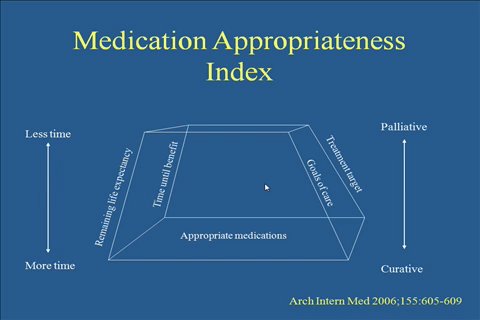 Medication Appropriateness
Index
Less time
Palliative
Remaining life expectancy
Time until benefit
Goals of care
Treatment target
Appropriate medications
More time
Curative
Arch Intern Med 2006;155:605-609